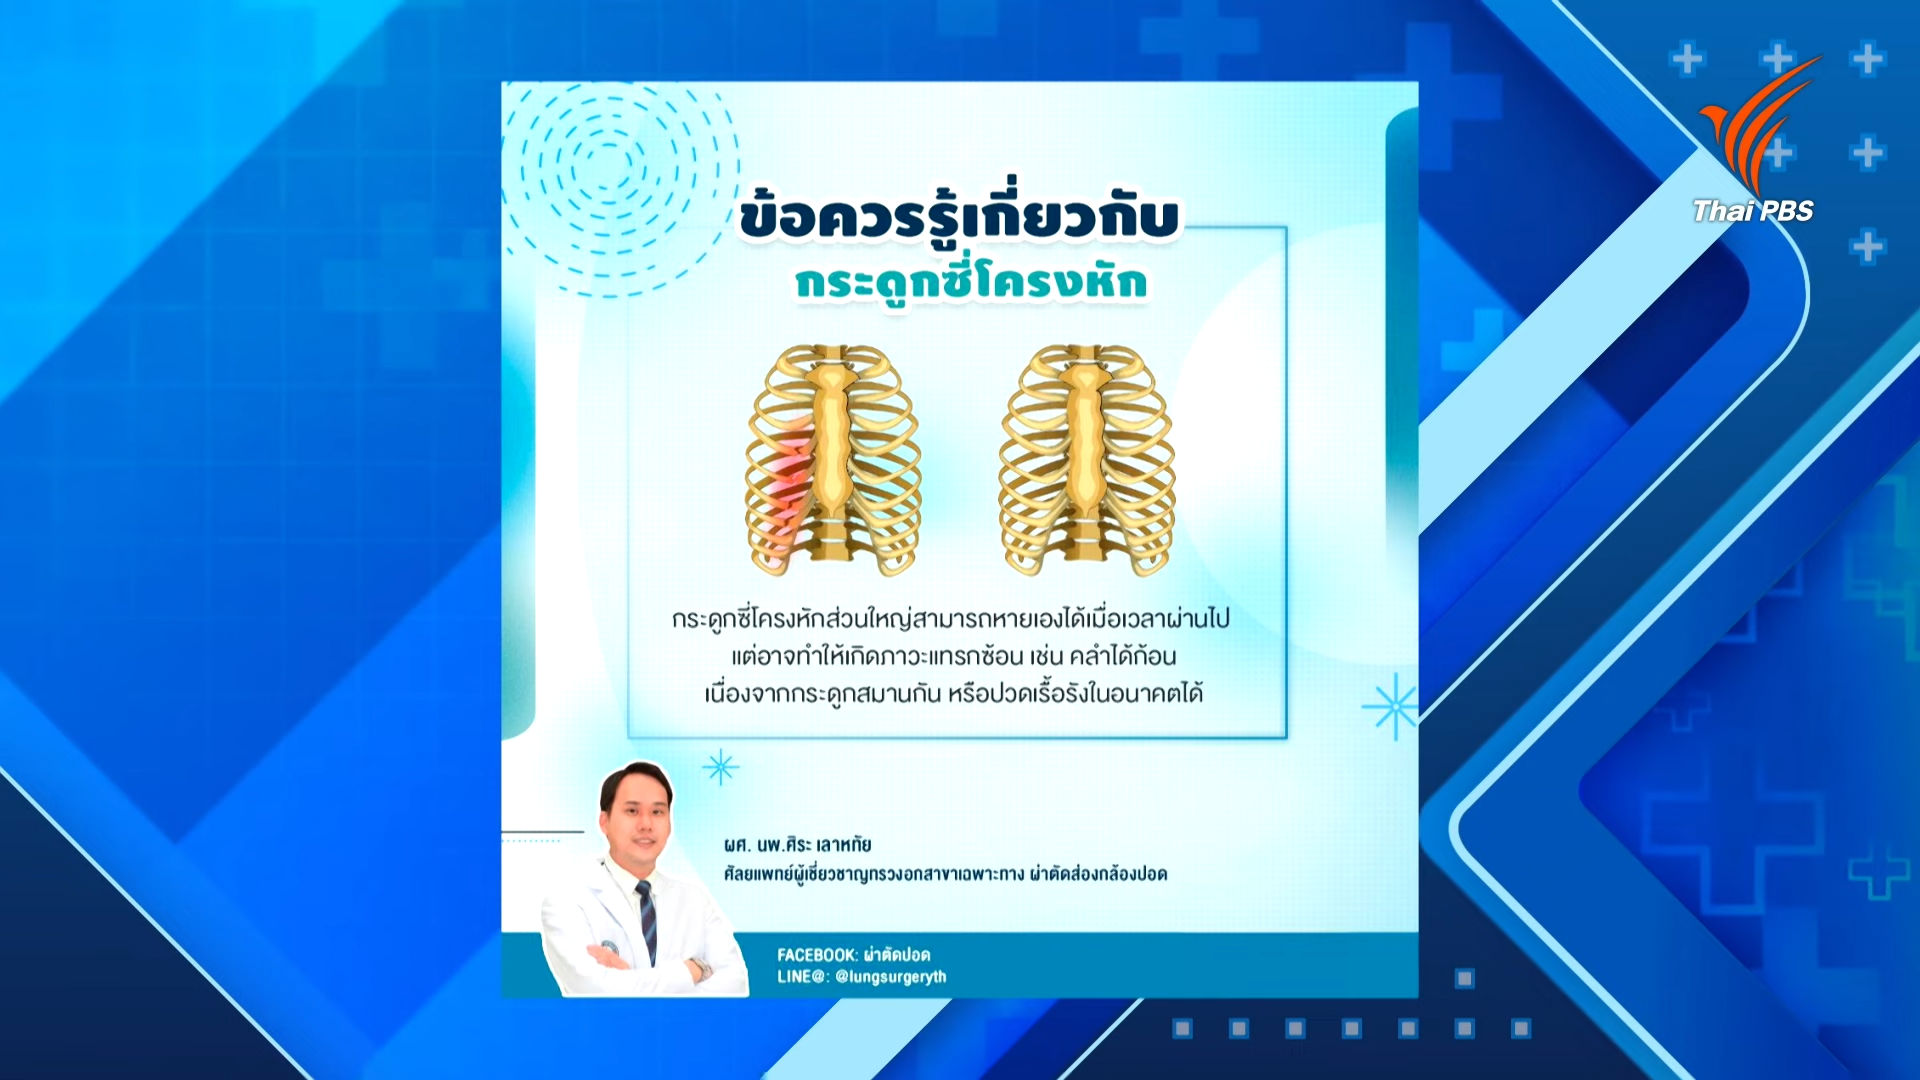 Thai PBS
ข้อควรรู้เกี่ยวกับ
กระดูกซี่โครงหัก
กระดูกซี่โครงหักส่วนใหญ่สามารถหายเองได้เมื่อเวลาผ่านไป
แต่อาจทำให้เกิดภาวะแทรกซ้อน เช่น คลำได้ก้อน
เนื่องจากกระดูกสมานกัน หรือปวดเรื้อรังในอนาคตได้
ผศ. นพ.ศิระ เลาหทัย
ศัลยแพทย์ผู้เชี่ยวชาญทรวงอกสาขาเฉพาะทาง ผ่าตัดส่องกล้องปอด
FACEBOOK: ผ่าตัดปอด
LINE@: @lungsurgeryth